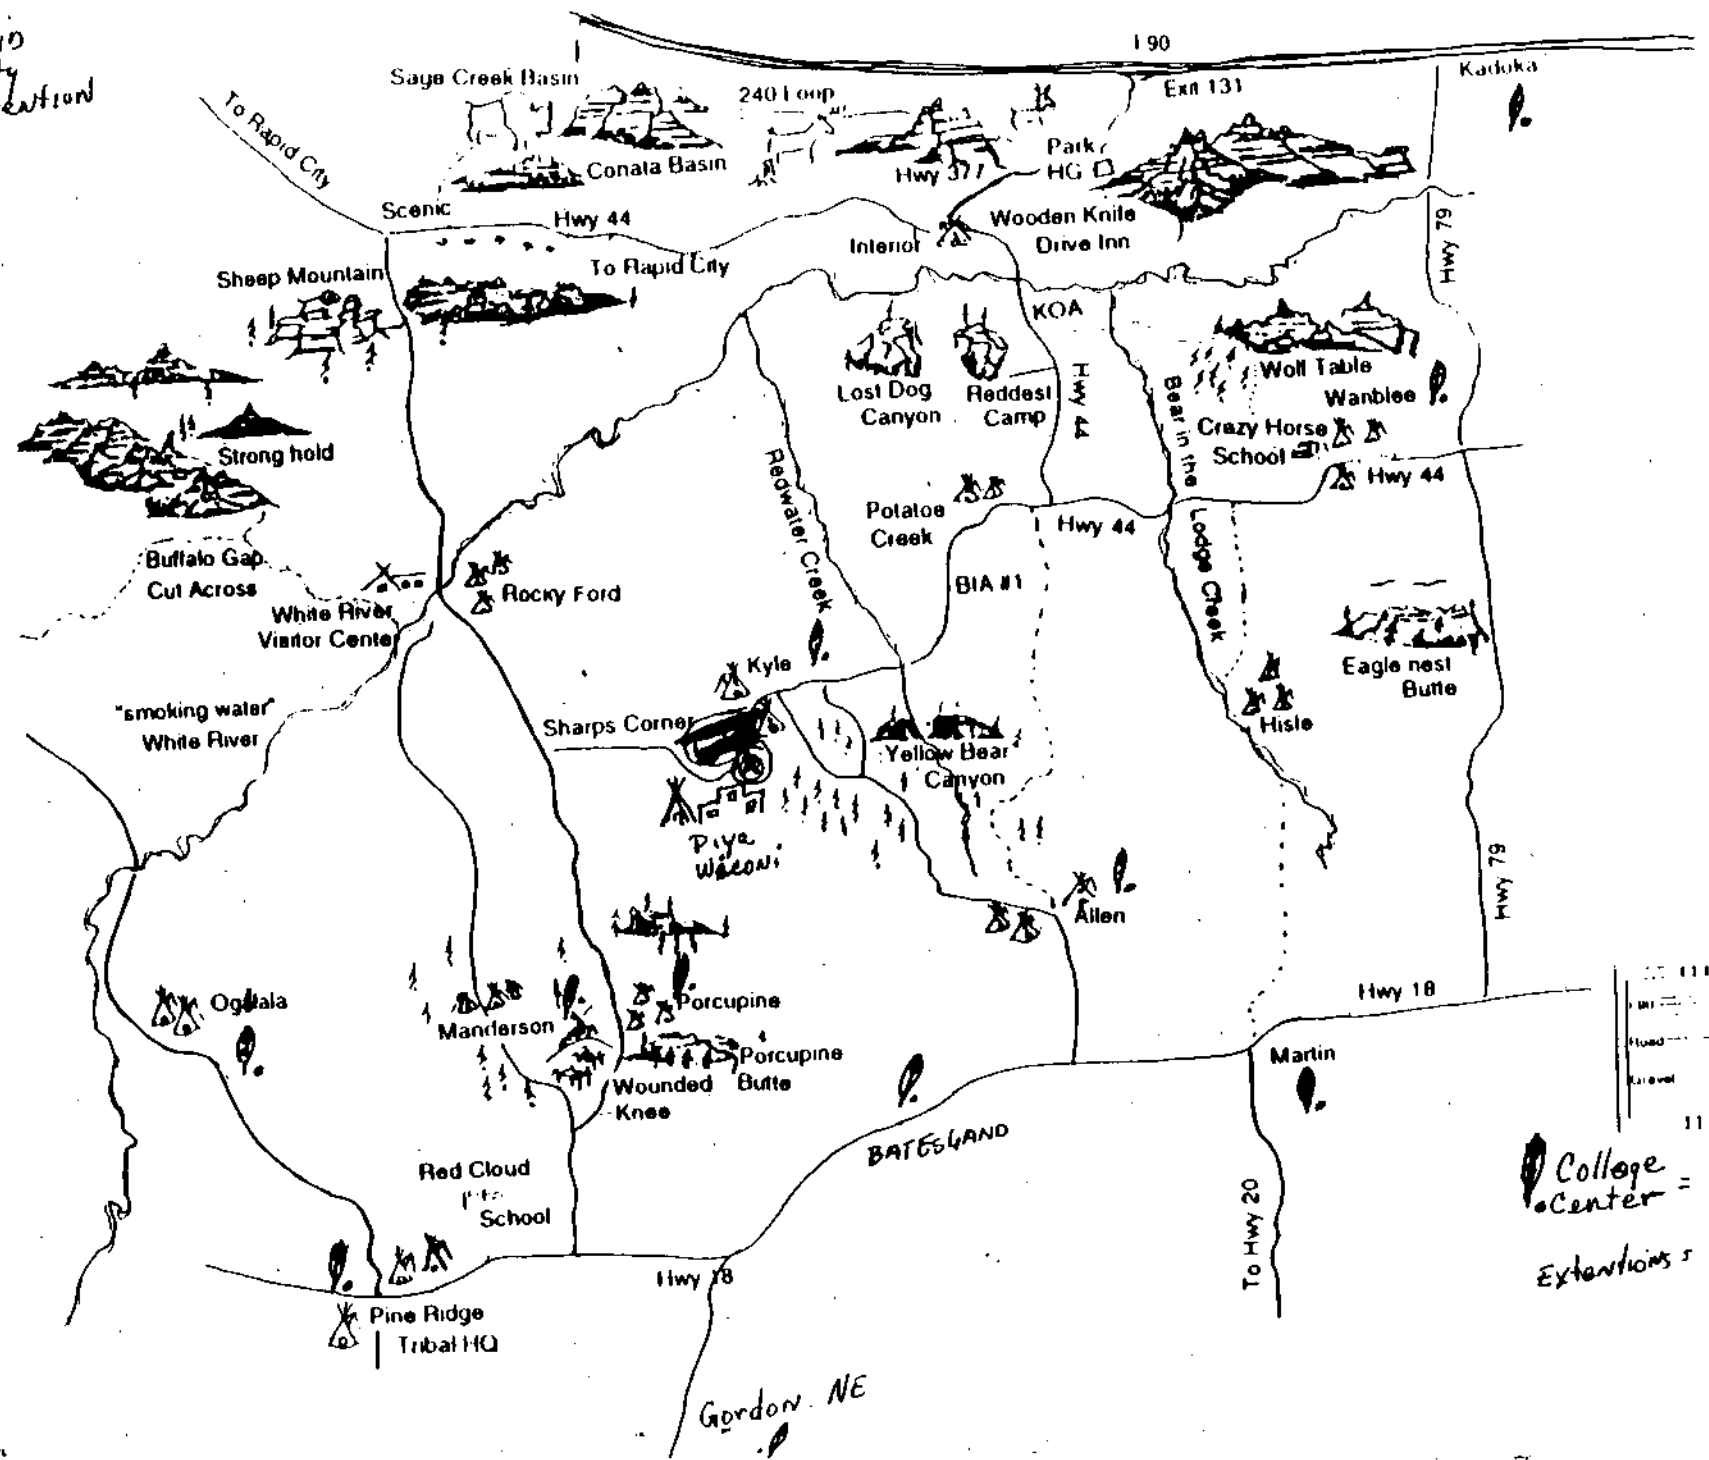 I 90
Kadoka
Exit 131
Sage Creek Basin
240 Loop
To Rapid City
Conata Basin
Hwy 377
Park
HG
Scenic
Hwy 44
Wooden Knife
Drive Inn
Interior
To Rapid City
Hwy 79
Sheep Mountain
KOA
Lost Dog
Canyon
Reddest
Camp
Hwy 44
Bear in the
Lodge Creek
Wolf Table
Wanblee
Crazy Horse
School
Hwy 44
Strong hold
Redwater Creek
Potatoe
Creek
Hwy 44
Buffalo Gap
Cut Across
White River
Visitor Center
Rocky Ford
BIA #1
Eagle nest
Butte
Kyle
"smoking water"
White River
Sharps Corner
Yellow Bear
Canyon
Hisle
Piya
Wiconi
Allen
Hwy 79
Oglala
Manderson
Porcupine
Porcupine
Butte
Wounded
Knee
Hwy 18
Road
Gravel
Martin
BATESLAND
Red Cloud
School
College
Center =
Extentions =
To Hwy 20
Hwy 18
Pine Ridge
Tribal HQ
Gordon. NE